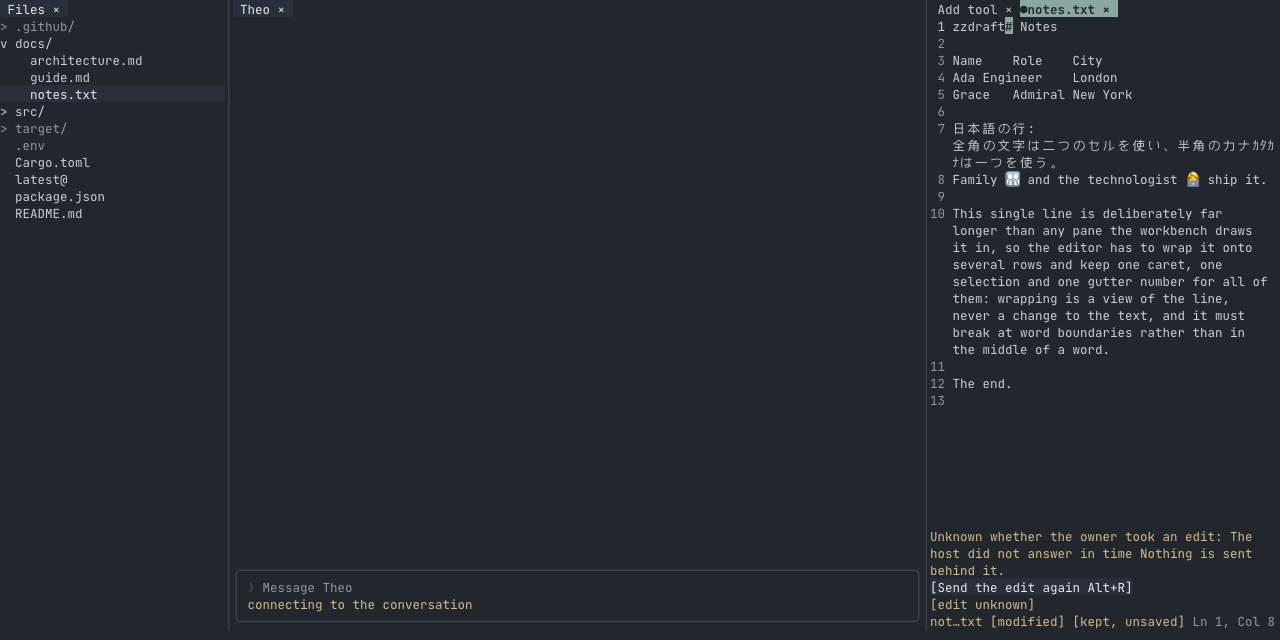 Files ×
> .github/
v docs/
architecture.md
guide.md
notes.txt
> src/
> target/
.env
Cargo.toml
latest@
package.json
README.md
Theo ×
⟩ Message Theo
connecting to the conversation
Add tool × ●notes.txt ×
1 zzdraft# Notes
2
3 Name    Role    City
4 Ada Engineer    London
5 Grace   Admiral New York
6
7 日本語の行:
全角の文字は二つのセルを使い、半角のカナｶﾀｶ
ﾅは一つを使う。
8 Family 👪 and the technologist 🧑‍💻 ship it.
9
10 This single line is deliberately far
longer than any pane the workbench draws
it in, so the editor has to wrap it onto
several rows and keep one caret, one
selection and one gutter number for all of
them: wrapping is a view of the line,
never a change to the text, and it must
break at word boundaries rather than in
the middle of a word.
11
12 The end.
13
Unknown whether the owner took an edit: The
host did not answer in time Nothing is sent
behind it.
[Send the edit again Alt+R]
[edit unknown]
not…txt [modified] [kept, unsaved] Ln 1, Col 8